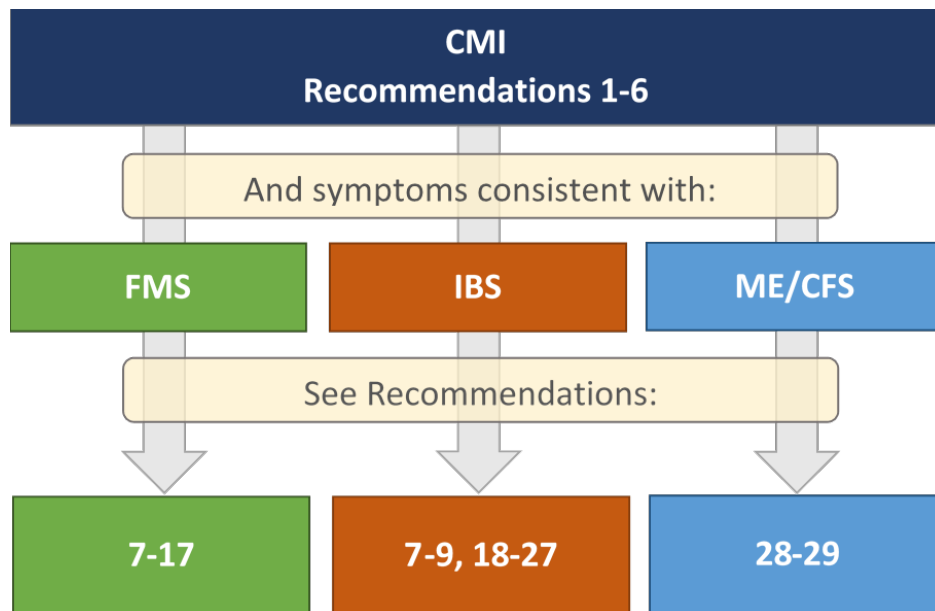 CMI
Recommendations 1-6
And symptoms consistent with:
FMS
IBS
ME/CFS
See Recommendations:
7-17
7-9, 18-27
28-29